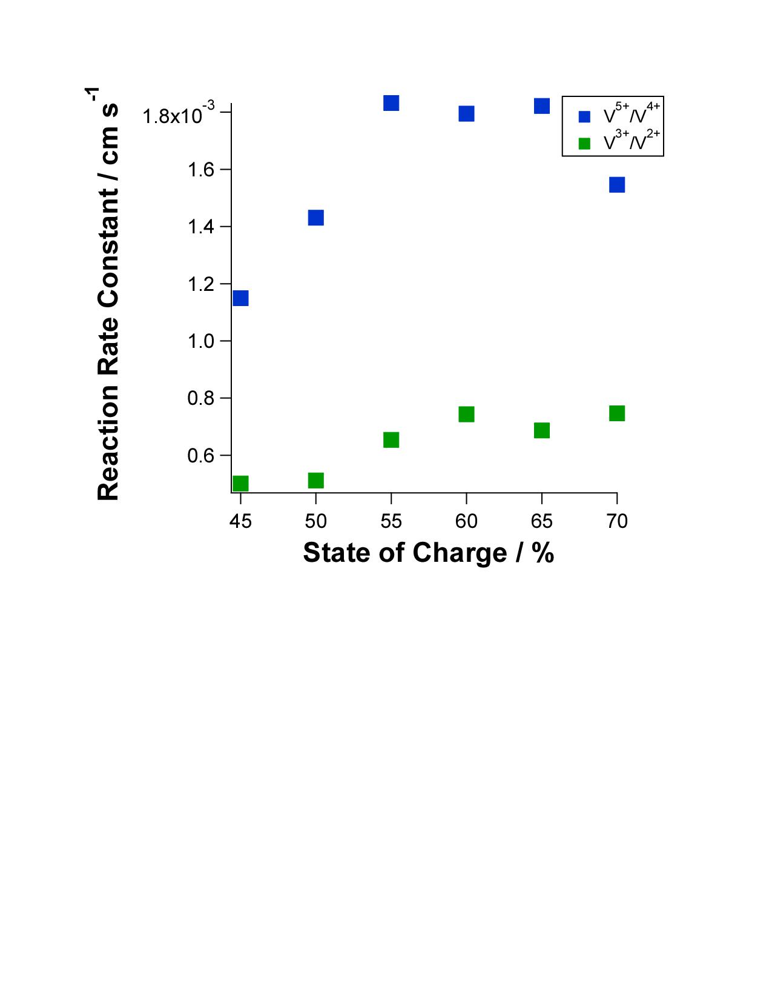 Reaction Rate Constant / cm s⁻¹
1.8x10⁻³
1.6
1.4
1.2
1.0
0.8
0.6
V⁵⁺/V⁴⁺
V³⁺/V²⁺
45 50 55 60 65 70
State of Charge / %